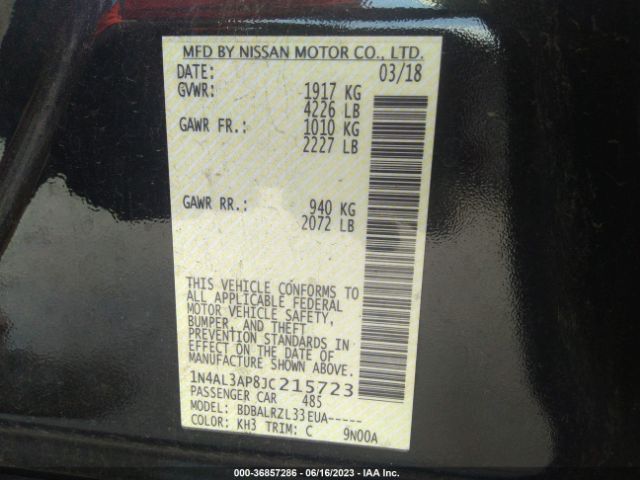 MFD BY NISSAN MOTOR CO., LTD.
DATE: 03/18
GVWR: 1917 KG
4226 LB
GAWR FR.: 1010 KG
2227 LB
GAWR RR.: 940 KG
2072 LB
THIS VEHICLE CONFORMS TO
ALL APPLICABLE FEDERAL
MOTOR VEHICLE SAFETY,
BUMPER, AND THEFT
PREVENTION STANDARDS IN
EFFECT ON THE DATE OF
MANUFACTURE SHOWN ABOVE.
1N4AL3AP8JC215723
PASSENGER CAR 485
MODEL: BDBALRZL33EUA-----
COLOR: KH3 TRIM: C 9N00A
000-36857286 - 06/16/2023 - IAA Inc.